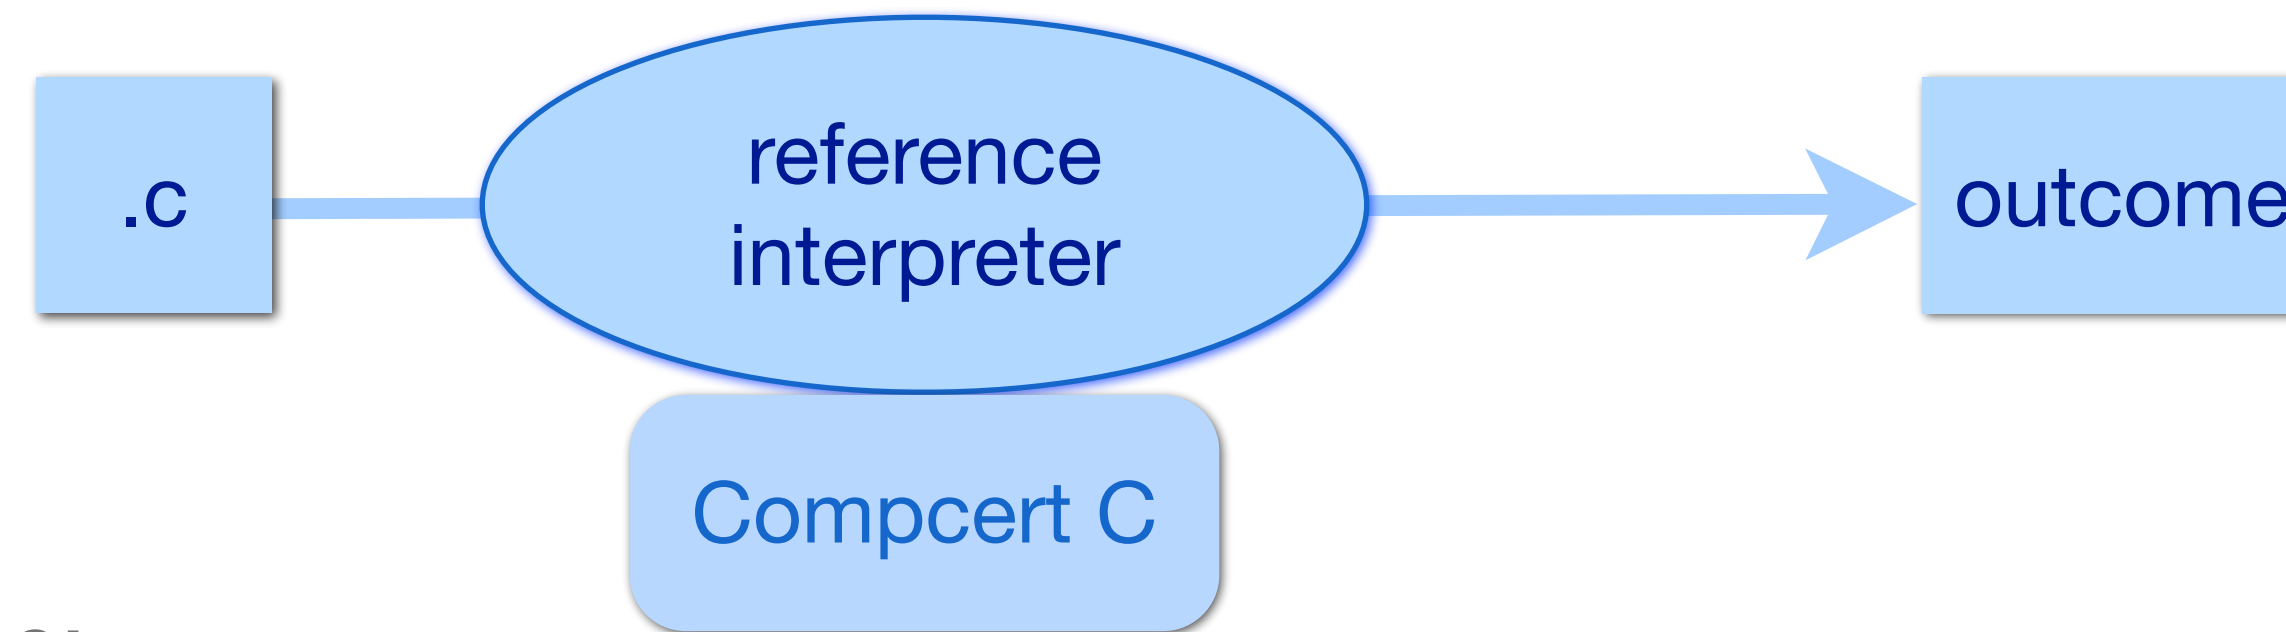 .c
reference
interpreter
outcome
Compcert C